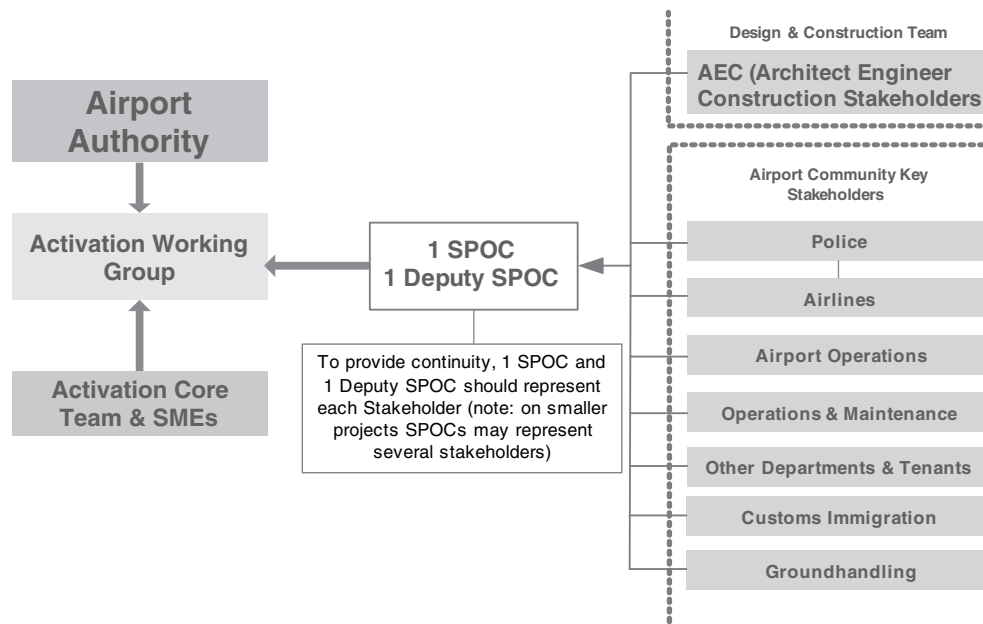 Airport
Authority
Activation Working
Group
Activation Core
Team & SMEs
1 SPOC
1 Deputy SPOC
To provide continuity, 1 SPOC and
1 Deputy SPOC should represent
each Stakeholder (note: on smaller
projects SPOCs may represent
several stakeholders)
Design & Construction Team
AEC (Architect Engineer
Construction Stakeholders
Airport Community Key
Stakeholders
Police
Airlines
Airport Operations
Operations & Maintenance
Other Departments & Tenants
Customs Immigration
Groundhandling